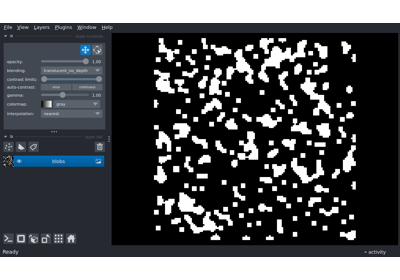 File View Layers Plugins Window Help
opacity: 1.00
blending: translucent_no_depth
contrast limits:
auto-contrast: once continuous
gamma: 1.00
colormap: gray
interpolation: nearest
blobs
Ready
activity